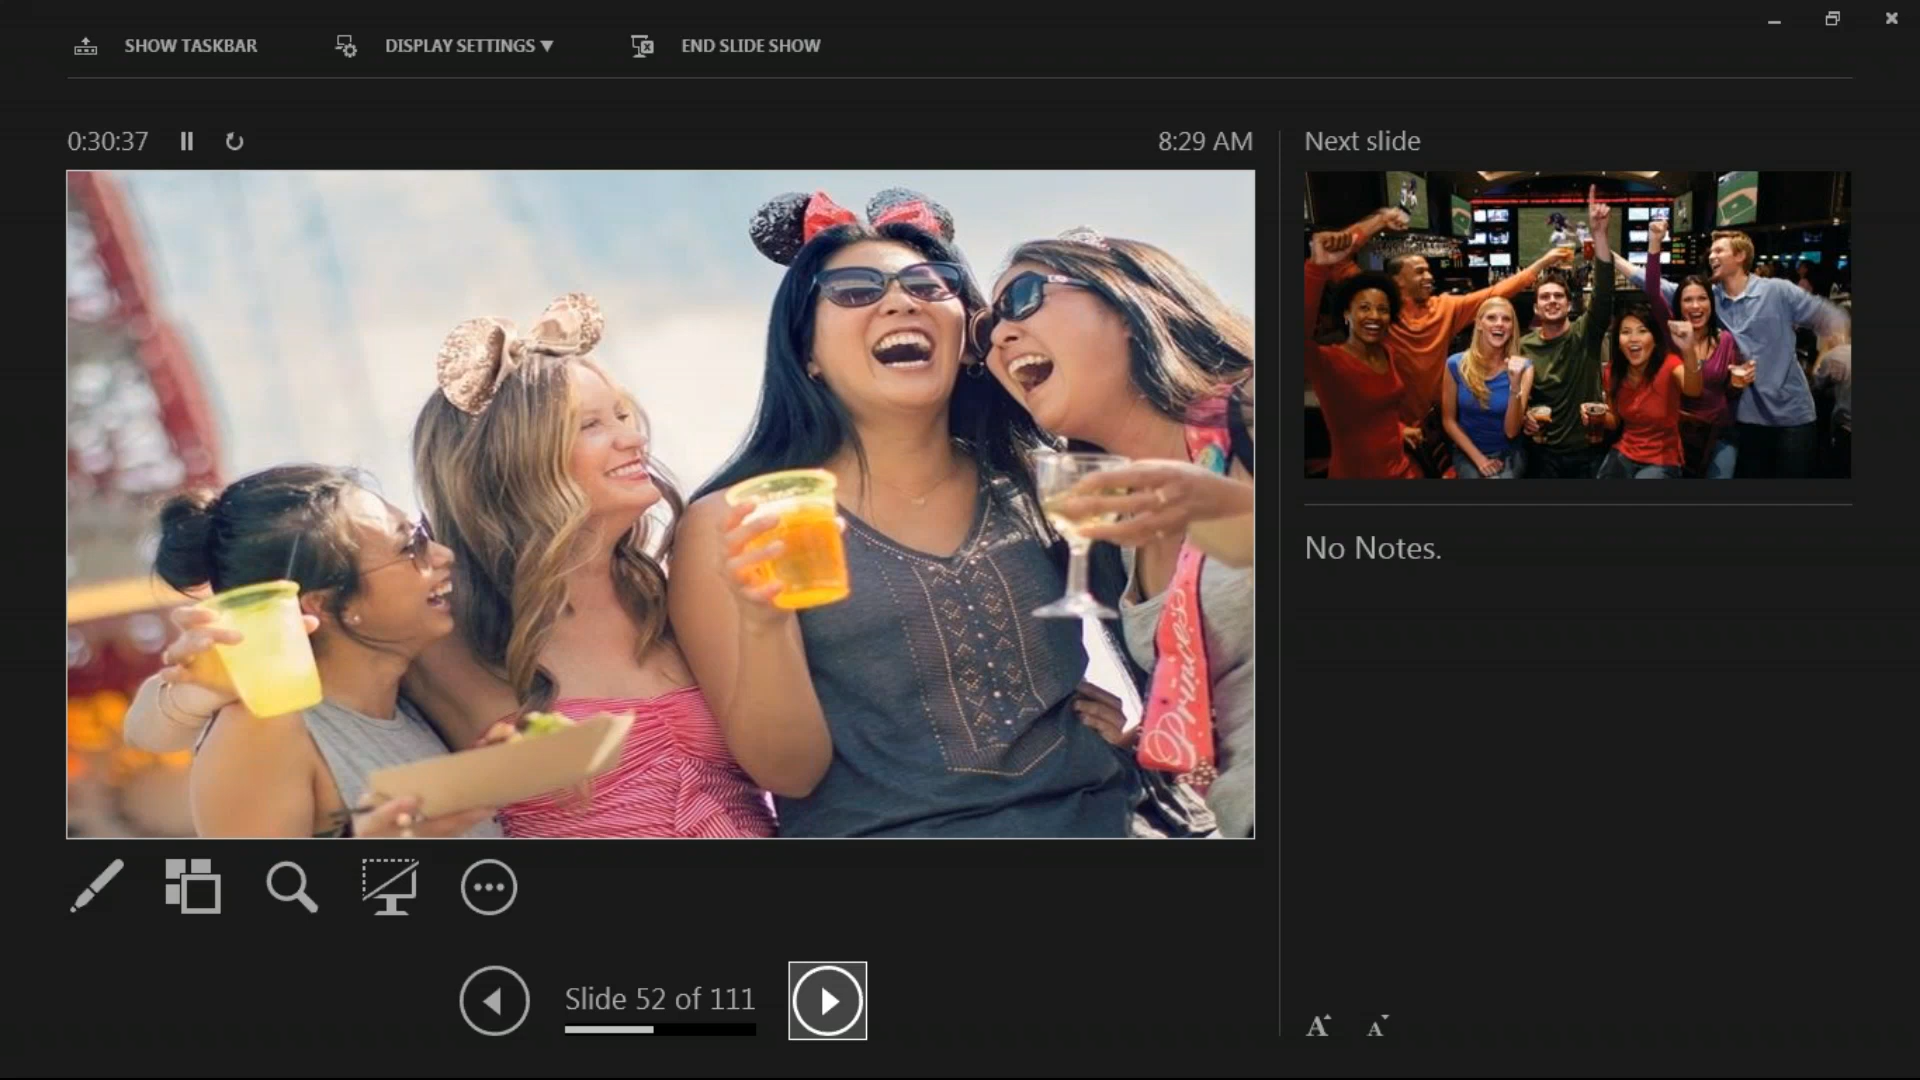 SHOW TASKBAR
DISPLAY SETTINGS
END SLIDE SHOW
0:30:37
8:29 AM
Next slide
Princess
No Notes.
Slide 52 of 111
A A